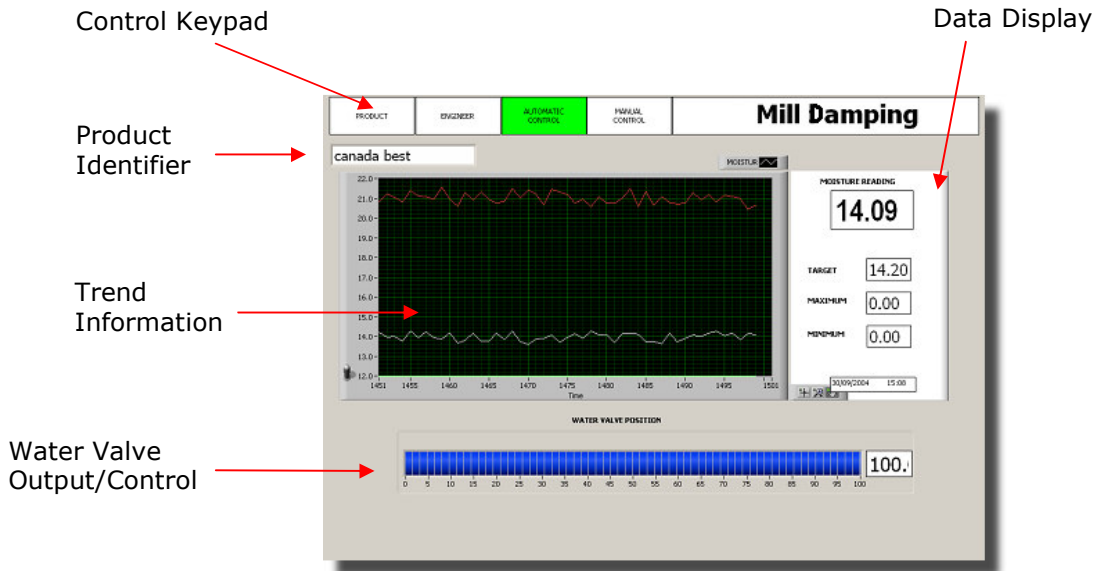 Control Keypad
Data Display
Product
Identifier
Trend
Information
Water Valve
Output/Control
PRODUCT
ENGINEER
AUTOMATIC
CONTROL
MANUAL
CONTROL
Mill Damping
canada best
MOISTUR
22.0
21.0
20.0
19.0
18.0
17.0
16.0
15.0
14.0
13.0
12.0
1451 1455 1460 1465 1470 1475 1480 1485 1490 1495 1501
Time
MOISTURE READING
14.09
TARGET 14.20
MAXIMUM 0.00
MINIMUM 0.00
30/09/2004 15:08
WATER VALVE POSITION
100.
0 5 10 15 20 25 30 35 40 45 50 55 60 65 70 75 80 85 90 95 100